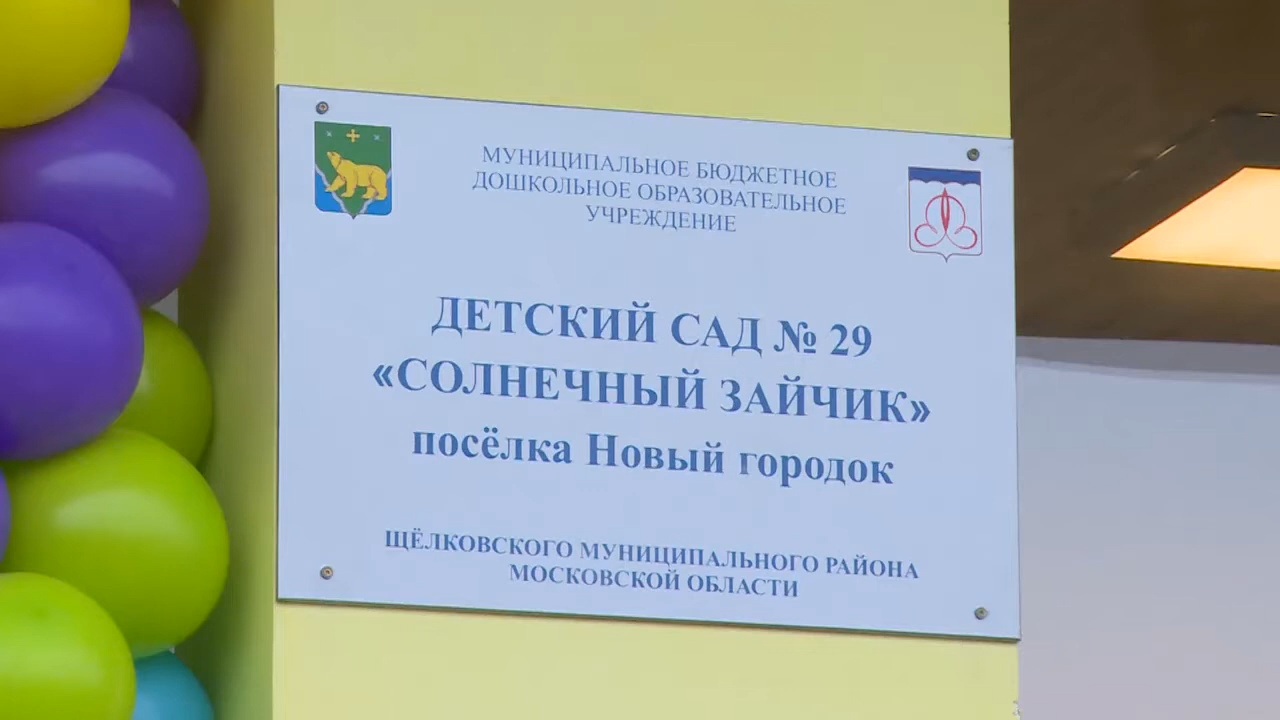 МУНИЦИПАЛЬНОЕ БЮДЖЕТНОЕ
ДОШКОЛЬНОЕ ОБРАЗОВАТЕЛЬНОЕ
УЧРЕЖДЕНИЕ
ДЕТСКИЙ САД № 29
«СОЛНЕЧНЫЙ ЗАЙЧИК»
посёлка Новый городок
ЩЁЛКОВСКОГО МУНИЦИПАЛЬНОГО РАЙОНА
МОСКОВСКОЙ ОБЛАСТИ